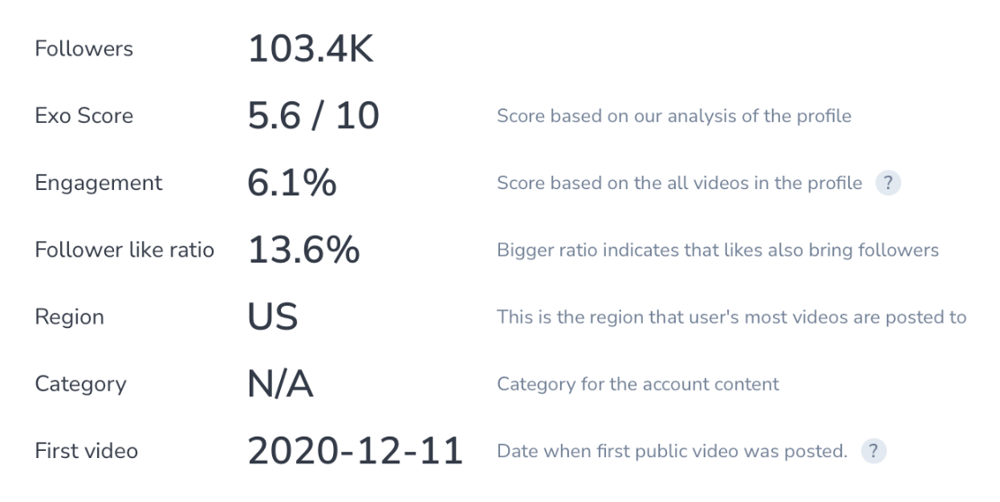 Followers 103.4K
Exo Score 5.6 / 10 Score based on our analysis of the profile
Engagement 6.1% Score based on the all videos in the profile ?
Follower like ratio 13.6% Bigger ratio indicates that likes also bring followers
Region US This is the region that user's most videos are posted to
Category N/A Category for the account content
First video 2020-12-11 Date when first public video was posted. ?